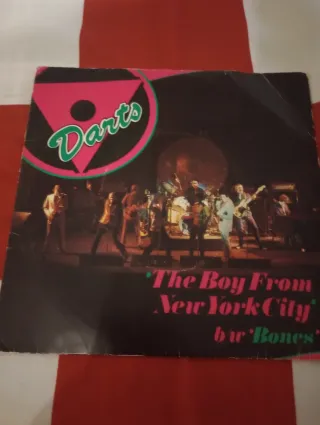 Darts
'The Boy From
New York City'
b/w 'Bones'